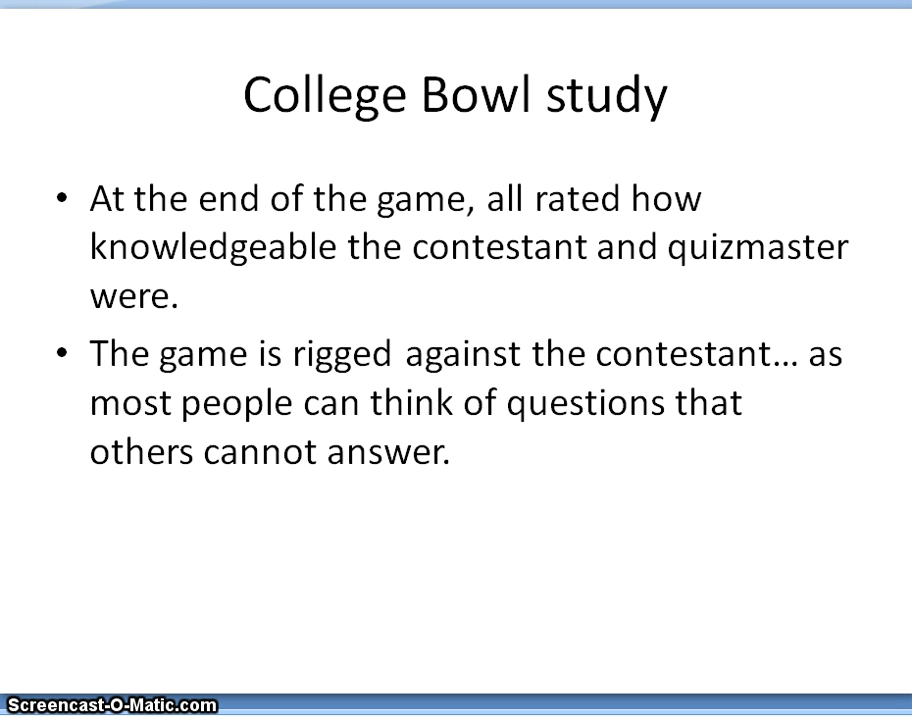 College Bowl study
• At the end of the game, all rated how
knowledgeable the contestant and quizmaster
were.
• The game is rigged against the contestant... as
most people can think of questions that
others cannot answer.
Screencast-O-Matic.com